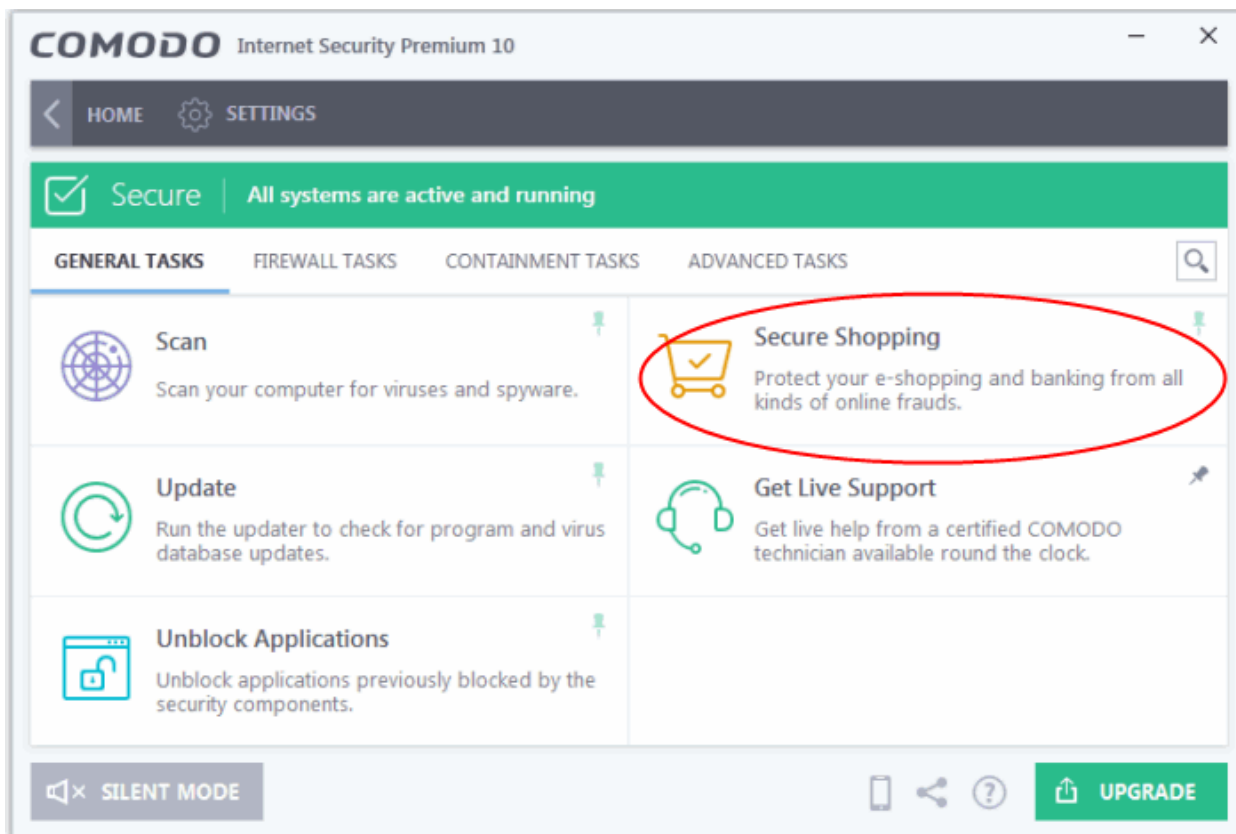 COMODO Internet Security Premium 10
HOME SETTINGS
Secure All systems are active and running
GENERAL TASKS FIREWALL TASKS CONTAINMENT TASKS ADVANCED TASKS
Scan
Scan your computer for viruses and spyware.
Secure Shopping
Protect your e-shopping and banking from all
kinds of online frauds.
Update
Run the updater to check for program and virus
database updates.
Get Live Support
Get live help from a certified COMODO
technician available round the clock.
Unblock Applications
Unblock applications previously blocked by the
security components.
SILENT MODE
? UPGRADE